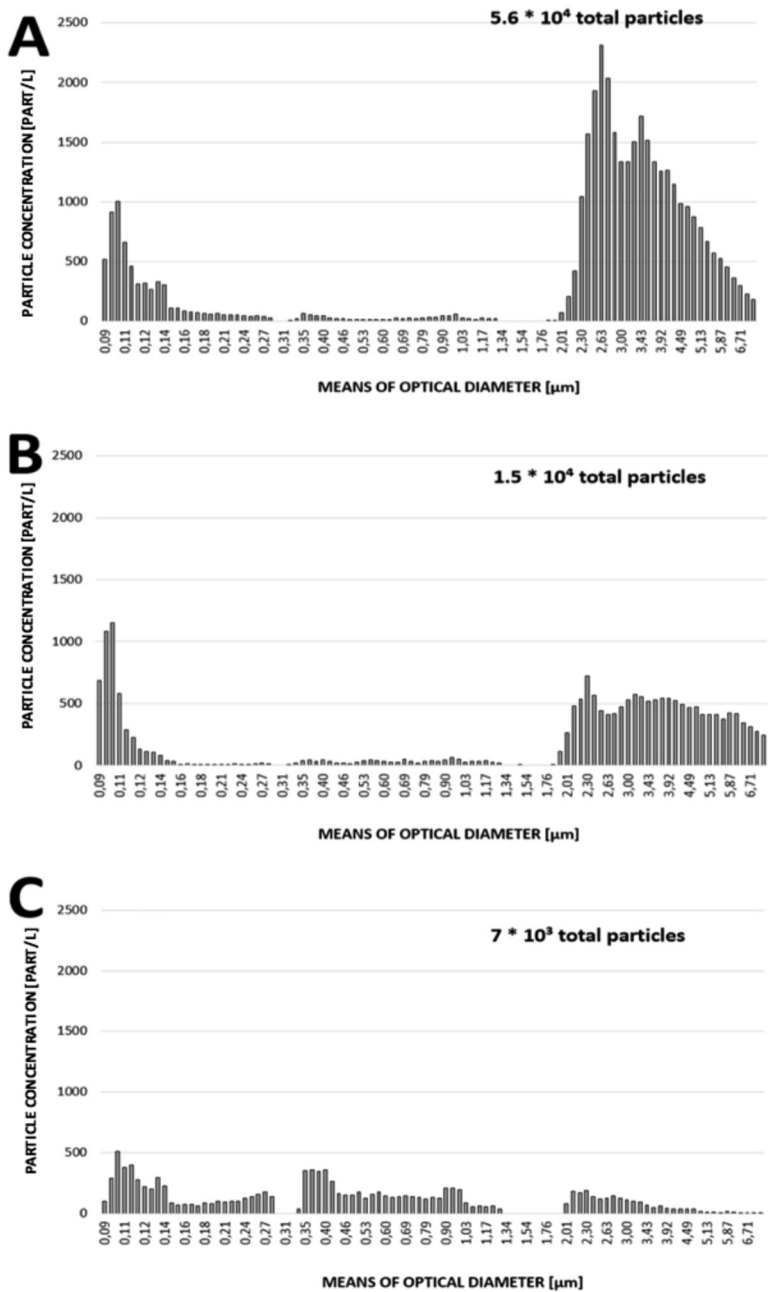 A
5.6 * 10⁴ total particles
PARTICLE CONCENTRATION [PART/L]
2500
2000
1500
1000
500
0
0,09 0,11 0,12 0,14 0,16 0,18 0,21 0,24 0,27 0,31 0,35 0,40 0,46 0,53 0,60 0,69 0,79 0,90 1,03 1,17 1,34 1,54 1,76 2,01 2,30 2,63 3,00 3,43 3,92 4,49 5,13 5,87 6,71
MEANS OF OPTICAL DIAMETER [µm]
B
1.5 * 10⁴ total particles
PARTICLE CONCENTRATION [PART/L]
2500
2000
1500
1000
500
0
0,09 0,11 0,12 0,14 0,16 0,18 0,21 0,24 0,27 0,31 0,35 0,40 0,46 0,53 0,60 0,69 0,79 0,90 1,03 1,17 1,34 1,54 1,76 2,01 2,30 2,63 3,00 3,43 3,92 4,49 5,13 5,87 6,71
MEANS OF OPTICAL DIAMETER [µm]
C
7 * 10³ total particles
PARTICLE CONCENTRATION [PART/L]
2500
2000
1500
1000
500
0
0,09 0,11 0,12 0,14 0,16 0,18 0,21 0,24 0,27 0,31 0,35 0,40 0,46 0,53 0,60 0,69 0,79 0,90 1,03 1,17 1,34 1,54 1,76 2,01 2,30 2,63 3,00 3,43 3,92 4,49 5,13 5,87 6,71
MEANS OF OPTICAL DIAMETER [µm]